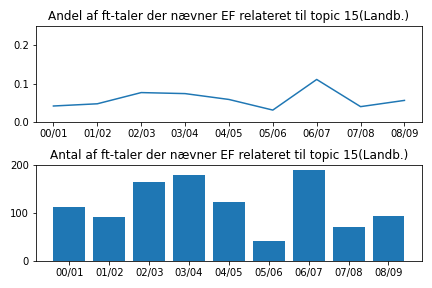 Andel af ft-taler der nævner EF relateret til topic 15(Landb.)
0.2
0.1
0.0
00/01 01/02 02/03 03/04 04/05 05/06 06/07 07/08 08/09
Antal af ft-taler der nævner EF relateret til topic 15(Landb.)
200
100
0
00/01 01/02 02/03 03/04 04/05 05/06 06/07 07/08 08/09